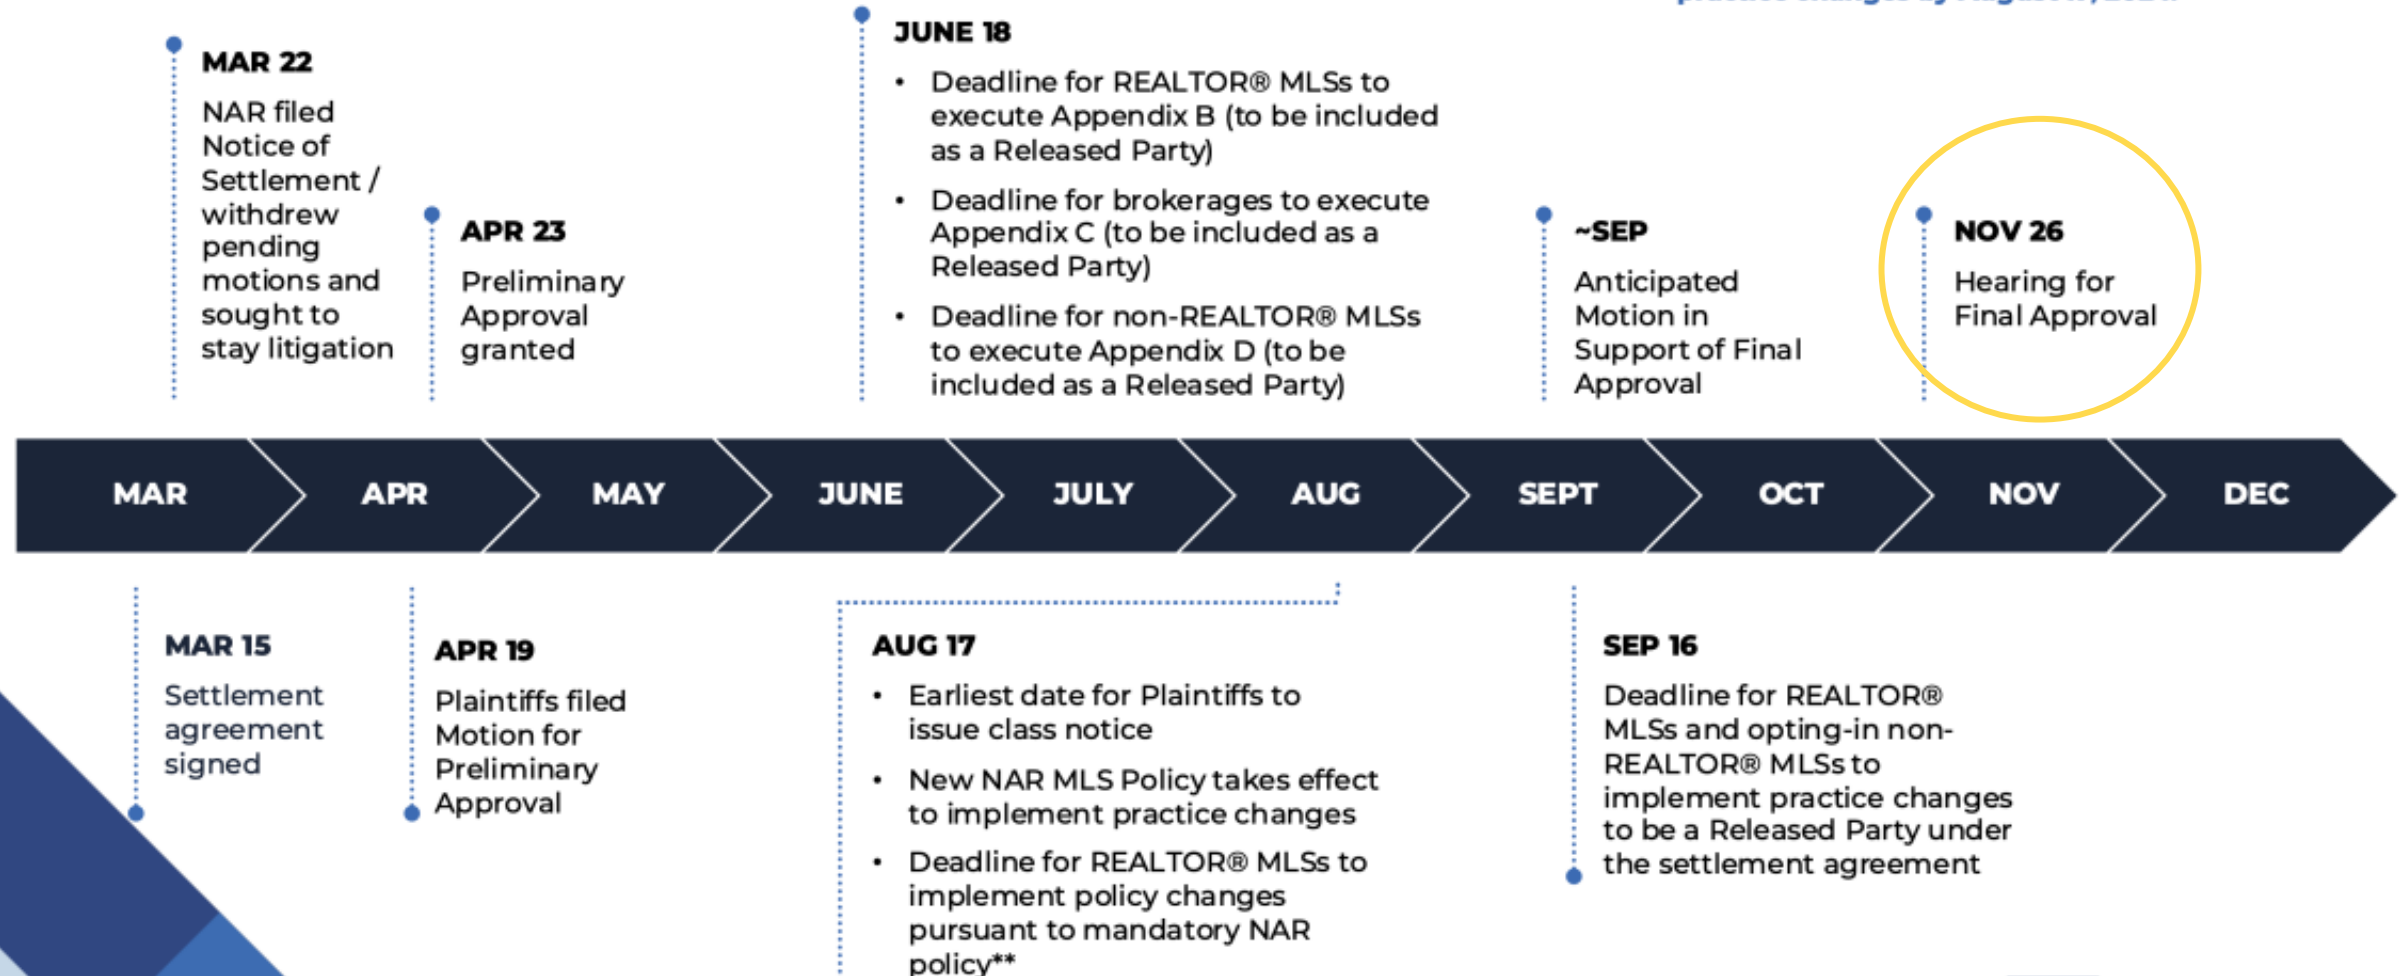 practice changes by August 17, 2024.
MAR 22
NAR filed
Notice of
Settlement /
withdrew
pending
motions and
sought to
stay litigation
APR 23
Preliminary
Approval
granted
JUNE 18
• Deadline for REALTOR® MLSs to
execute Appendix B (to be included
as a Released Party)
• Deadline for brokerages to execute
Appendix C (to be included as a
Released Party)
• Deadline for non-REALTOR® MLSs
to execute Appendix D (to be
included as a Released Party)
~SEP
Anticipated
Motion in
Support of Final
Approval
NOV 26
Hearing for
Final Approval
MAR
APR
MAY
JUNE
JULY
AUG
SEPT
OCT
NOV
DEC
MAR 15
Settlement
agreement
signed
APR 19
Plaintiffs filed
Motion for
Preliminary
Approval
AUG 17
• Earliest date for Plaintiffs to
issue class notice
• New NAR MLS Policy takes effect
to implement practice changes
• Deadline for REALTOR® MLSs to
implement policy changes
pursuant to mandatory NAR
policy**
SEP 16
Deadline for REALTOR®
MLSs and opting-in non-
REALTOR® MLSs to
implement practice changes
to be a Released Party under
the settlement agreement